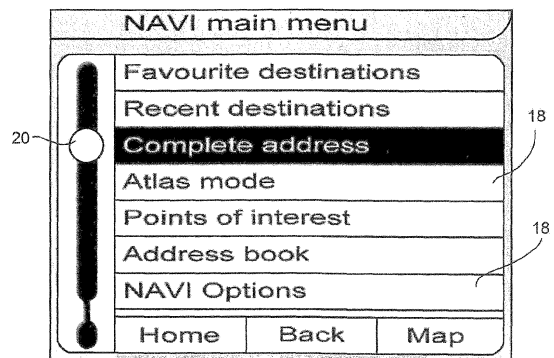 NAVI main menu
Favourite destinations
Recent destinations
18
20
Complete address
Atlas mode
Points of interest
18
Address book
NAVI Options
Home Back Map